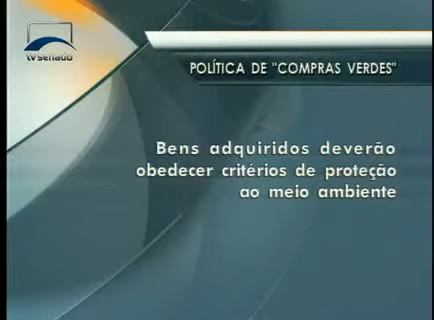 tv senado
POLÍTICA DE "COMPRAS VERDES"
Bens adquiridos deverão
obedecer critérios de proteção
ao meio ambiente